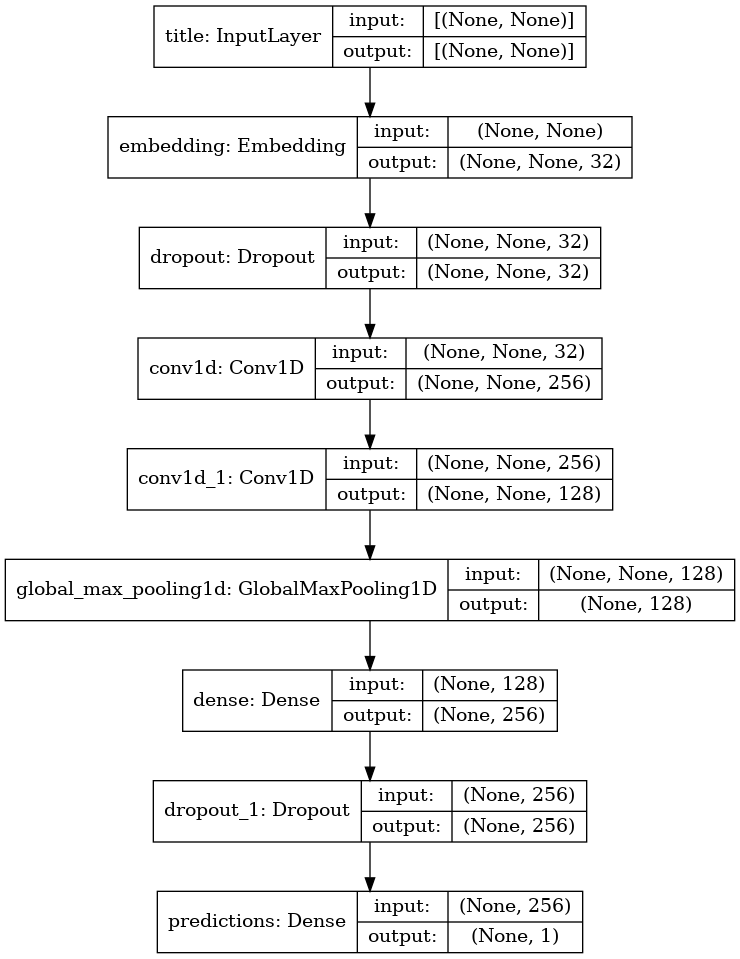 title: InputLayer input: [(None, None)]
output: [(None, None)]
embedding: Embedding input: (None, None)
output: (None, None, 32)
dropout: Dropout input: (None, None, 32)
output: (None, None, 32)
conv1d: Conv1D input: (None, None, 32)
output: (None, None, 256)
conv1d_1: Conv1D input: (None, None, 256)
output: (None, None, 128)
global_max_pooling1d: GlobalMaxPooling1D input: (None, None, 128)
output: (None, 128)
dense: Dense input: (None, 128)
output: (None, 256)
dropout_1: Dropout input: (None, 256)
output: (None, 256)
predictions: Dense input: (None, 256)
output: (None, 1)